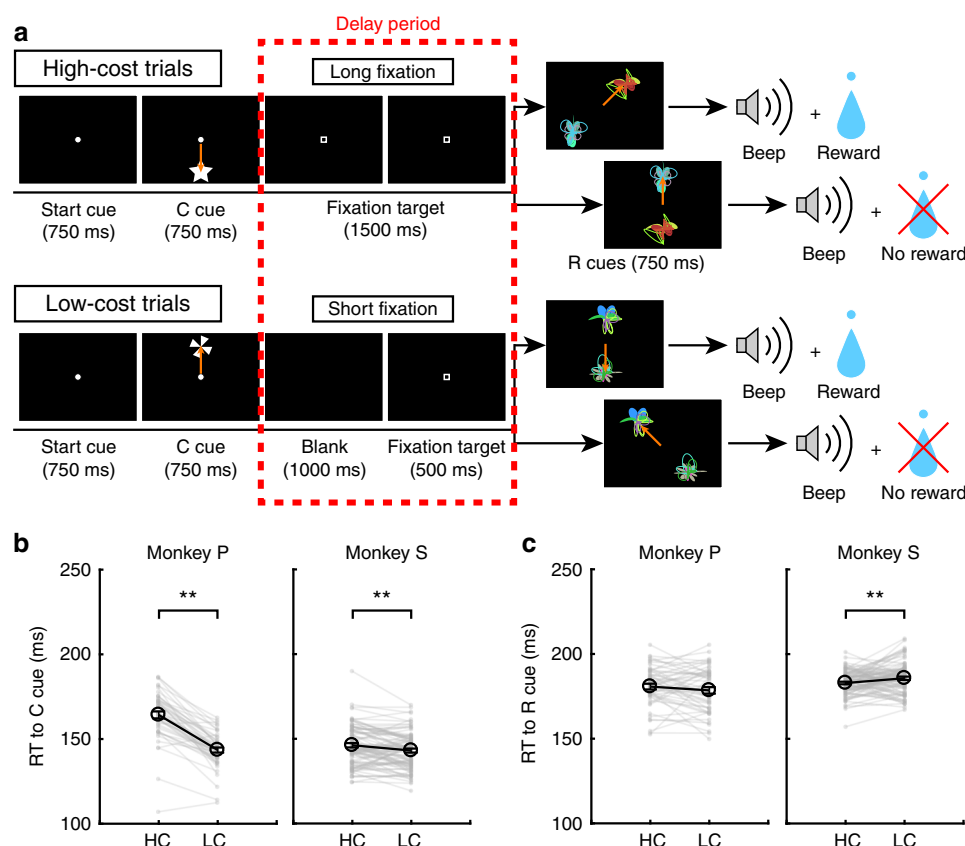 Delay period
a
High-cost trials
Long fixation
Start cue
(750 ms)
C cue
(750 ms)
Fixation target
(1500 ms)
Beep
+
Reward
R cues (750 ms)
Beep
+
No reward
Low-cost trials
Short fixation
Start cue
(750 ms)
C cue
(750 ms)
Blank
(1000 ms)
Fixation target
(500 ms)
Beep
+
Reward
Beep
+
No reward
b
Monkey P
Monkey S
RT to C cue (ms)
250
200
150
100
**
**
HC LC
HC LC
c
Monkey P
Monkey S
RT to R cue (ms)
250
200
150
100
250
200
150
100
**
HC LC
HC LC